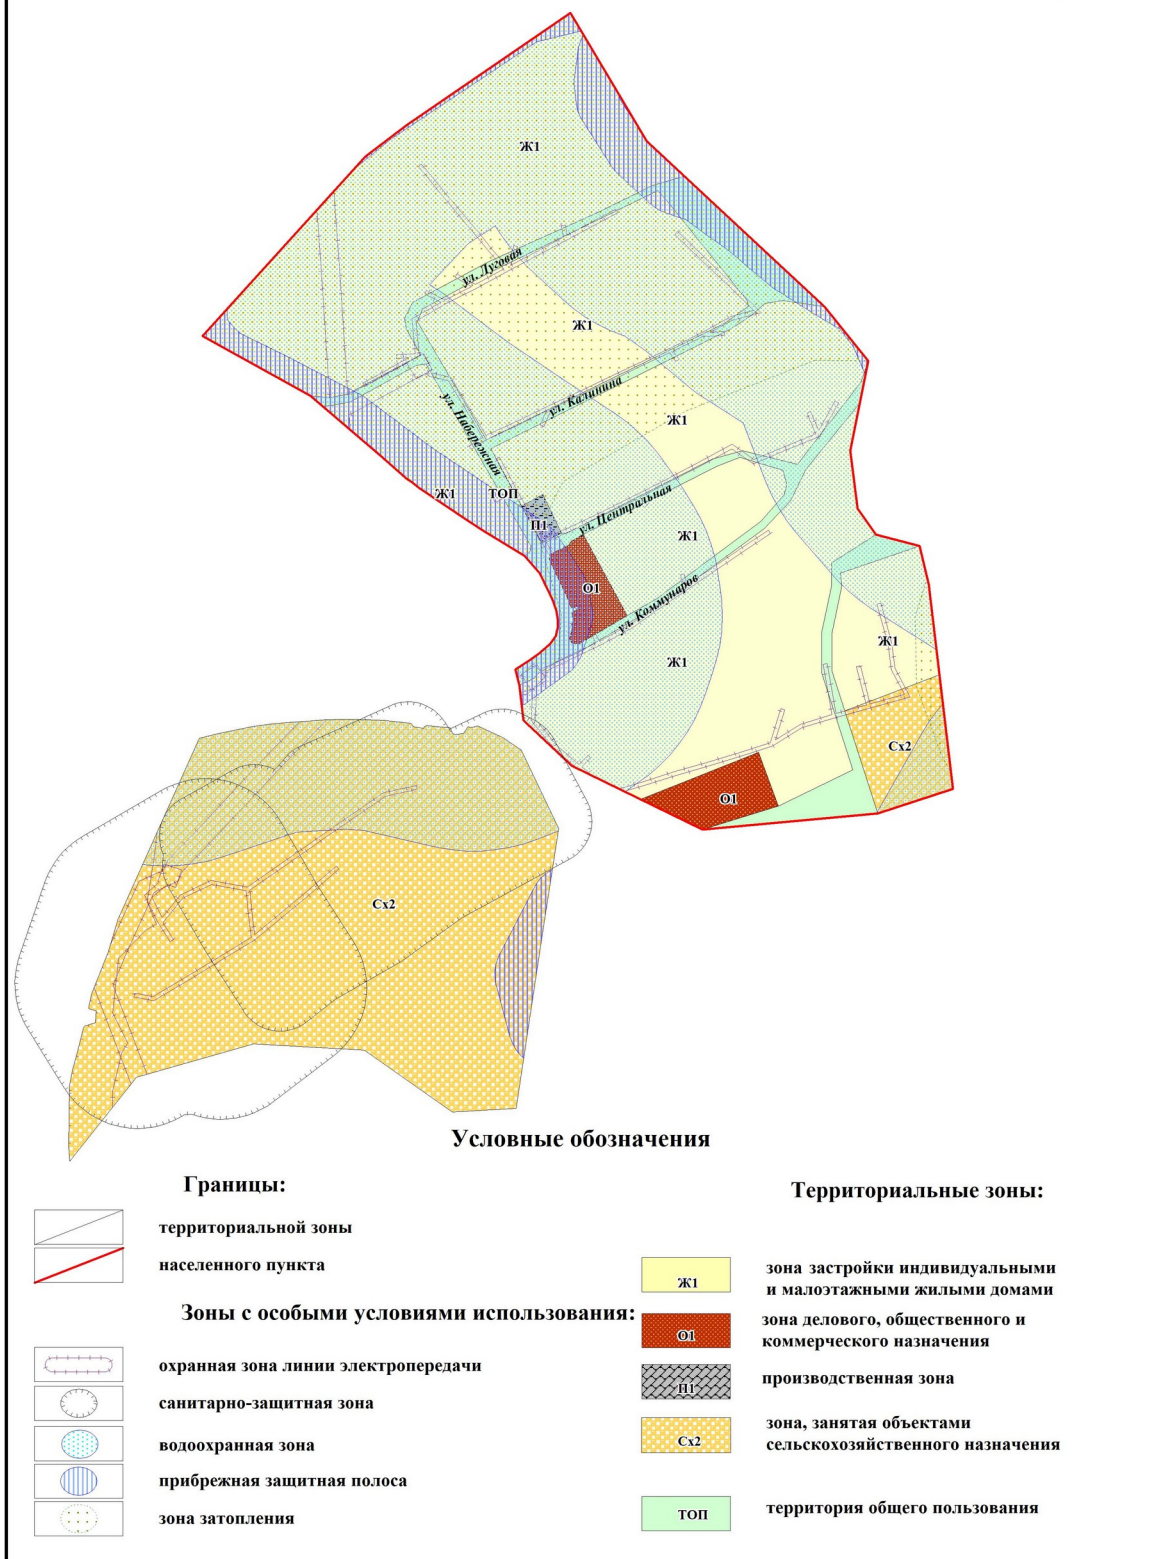 Ж1
ул. Луговая
Ж1
ул. Калинина
Ж1
ул. Набережная
Ж1
ТОП
ул. Центральная
П1
Ж1
О1
ул. Коммунаров
Ж1
Ж1
Сх2
О1
Сх2
Условные обозначения
Границы:
территориальной зоны
населенного пункта
Зоны с особыми условиями использования:
охранная зона линии электропередачи
санитарно-защитная зона
водоохранная зона
прибрежная защитная полоса
зона затопления
Территориальные зоны:
Ж1
зона застройки индивидуальными
и малоэтажными жилыми домами
О1
зона делового, общественного и
коммерческого назначения
П1
производственная зона
Сх2
зона, занятая объектами
сельскохозяйственного назначения
ТОП
территория общего пользования